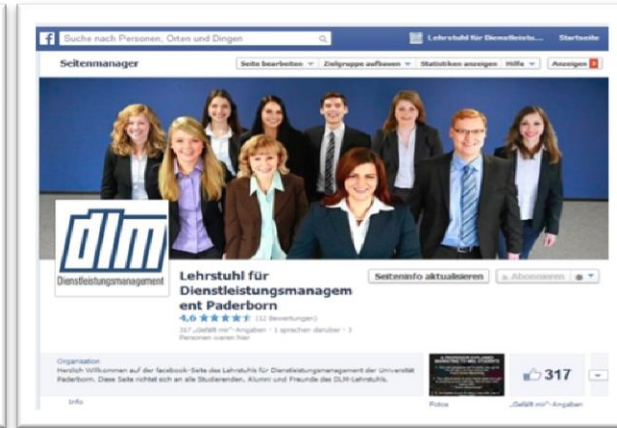 Suche nach Personen, Orten und Dingen
Lehrstuhl für Dienstleistu...
Startseite
Seitenmanager
Seite bearbeiten
Zielgruppe aufbauen
Statistiken anzeigen
Hilfe
Anzeigen
dlm
Dienstleistungsmanagement
Lehrstuhl für
Dienstleistungsmanagem
ent Paderborn
Seiteninfo aktualisieren
Abonnieren
4,6 ★★★★★ (12 Bewertungen)
317 „Gefällt mir“-Angaben · 1 sprechen darüber · 3
Personen waren hier
Organisation
Herzlich Willkommen auf der facebook-Seite des Lehrstuhls für Dienstleistungsmanagement der Universität
Paderborn. Diese Seite richtet sich an alle Studierenden, Alumni und Freunde des DLM-Lehrstuhls.
317
Info
Fotos
„Gefällt mir“-Angaben